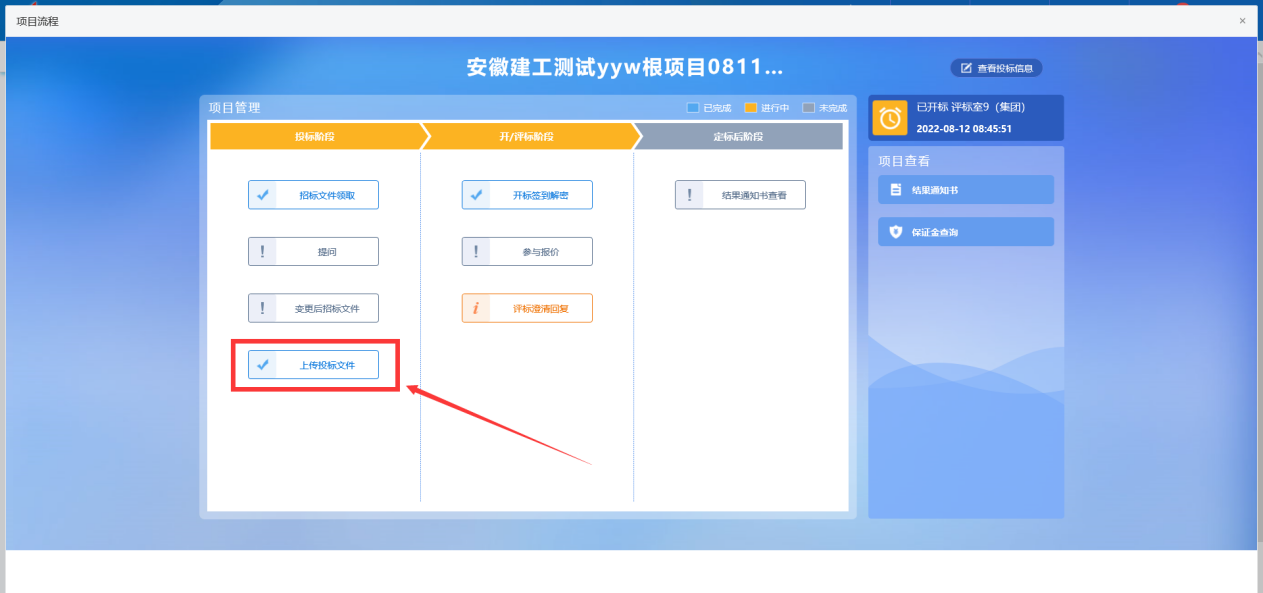 项目流程
×
安徽建工测试yyw根项目0811...
查看投标信息
项目管理
已完成
进行中
未完成
投标阶段
开/评标阶段
定标后阶段
招标文件领取
提问
变更后招标文件
上传投标文件
开标签到解密
参与报价
评标澄清回复
结果通知书查看
已开标 评标室9（集团）
2022-08-12 08:45:51
项目查看
结果通知书
保证金查询